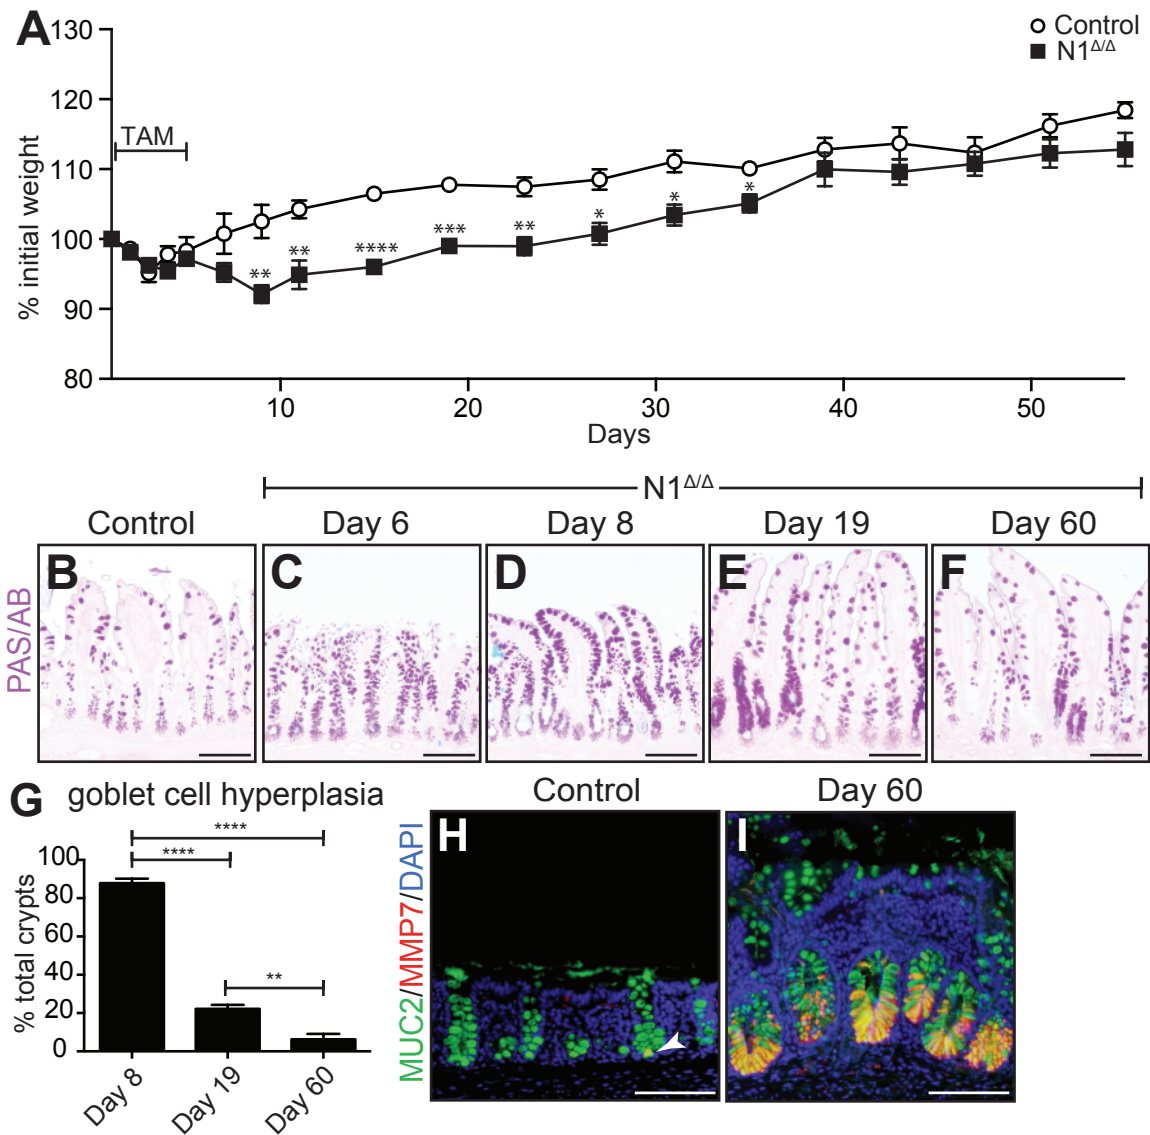 A
130
120
110
100
90
80
% initial weight
TAM
Control
N1Δ/Δ
**
**
****
***
**
*
*
*
10
20
30
40
50
Days
N1Δ/Δ
Control
Day 6
Day 8
Day 19
Day 60
PAS/AB
B
C
D
E
F
G
goblet cell hyperplasia
****
****
**
100
80
60
40
20
0
% total crypts
Day 8
Day 19
Day 60
Control
Day 60
MUC2/MMP7/DAPI
H
I